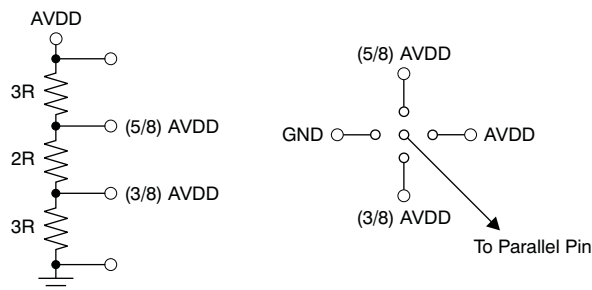 AVDD
3R
(5/8) AVDD
2R
(3/8) AVDD
3R
(5/8) AVDD
GND
AVDD
(3/8) AVDD
To Parallel Pin